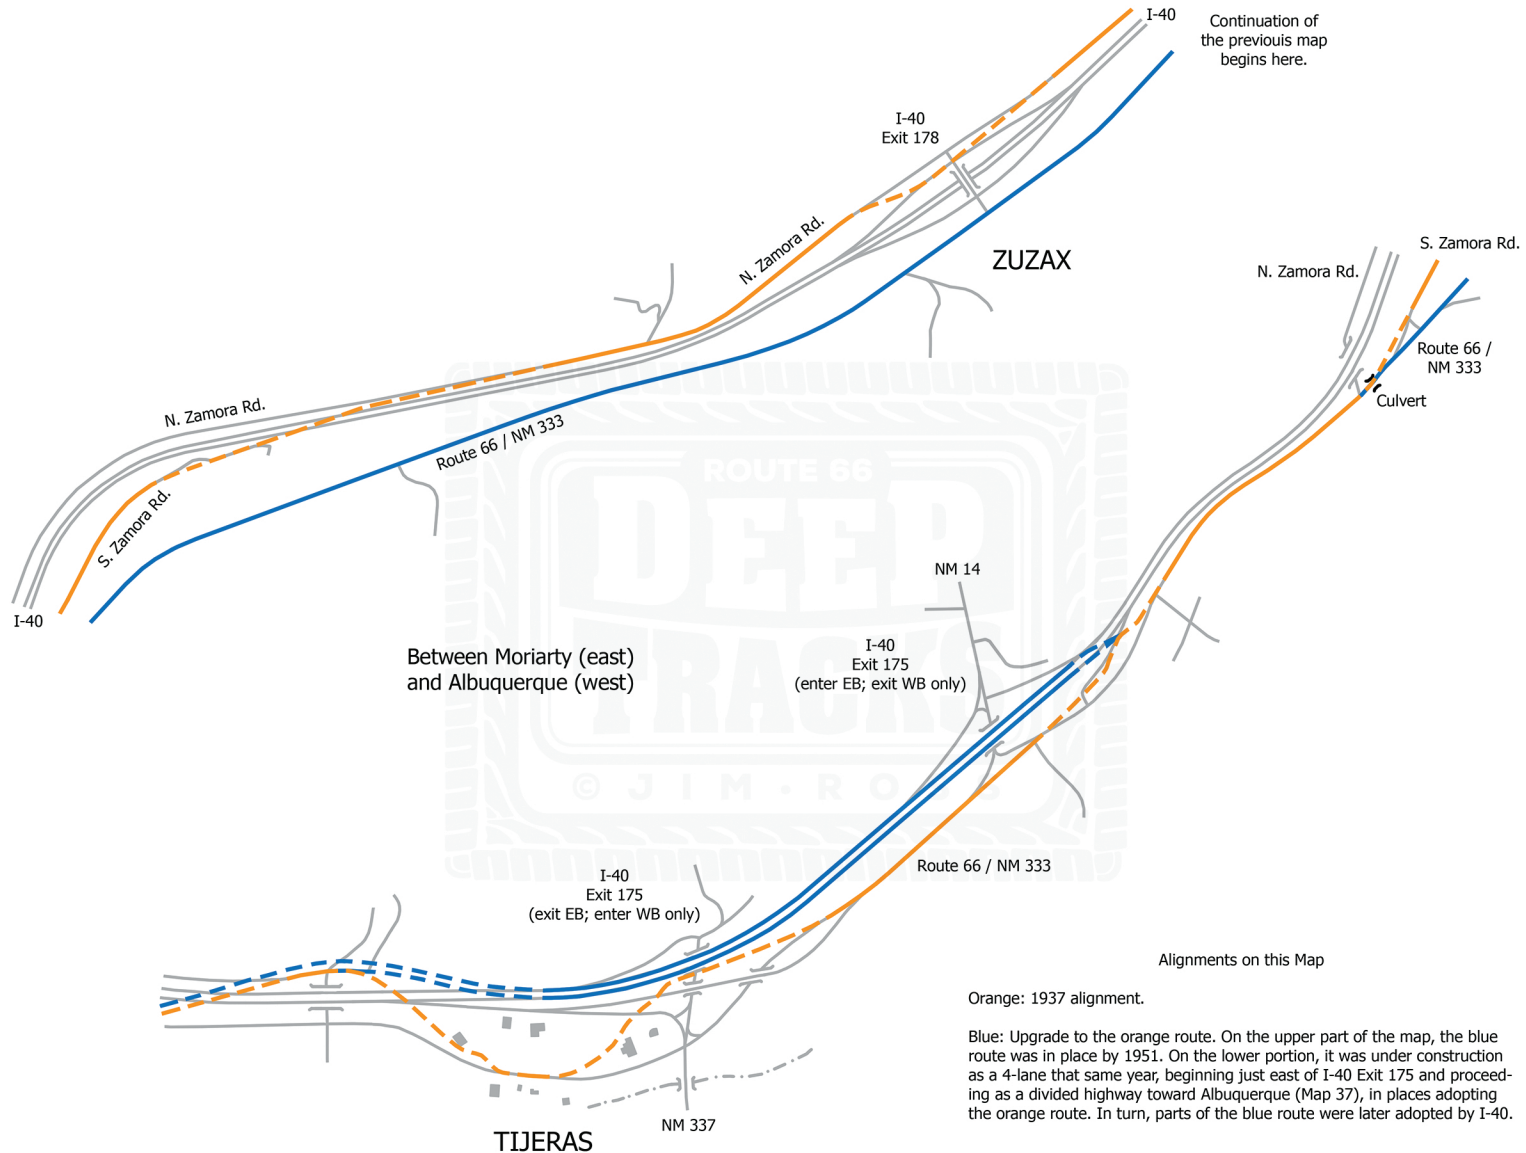 I-40
Continuation of
the previouis map
begins here.
I-40
Exit 178
N. Zamora Rd.
ZUZAX
S. Zamora Rd.
N. Zamora Rd.
Route 66 /
NM 333
Culvert
N. Zamora Rd.
Route 66 / NM 333
S. Zamora Rd.
I-40
ROUTE 66
DEEP
TRACKS
© JIM · RO
NM 14
Between Moriarty (east)
and Albuquerque (west)
I-40
Exit 175
(enter EB; exit WB only)
Route 66 / NM 333
I-40
Exit 175
(exit EB; enter WB only)
NM 337
TIJERAS
Alignments on this Map
Orange: 1937 alignment.
Blue: Upgrade to the orange route. On the upper part of the map, the blue
route was in place by 1951. On the lower portion, it was under construction
as a 4-lane that same year, beginning just east of I-40 Exit 175 and proceed-
ing as a divided highway toward Albuquerque (Map 37), in places adopting
the orange route. In turn, parts of the blue route were later adopted by I-40.